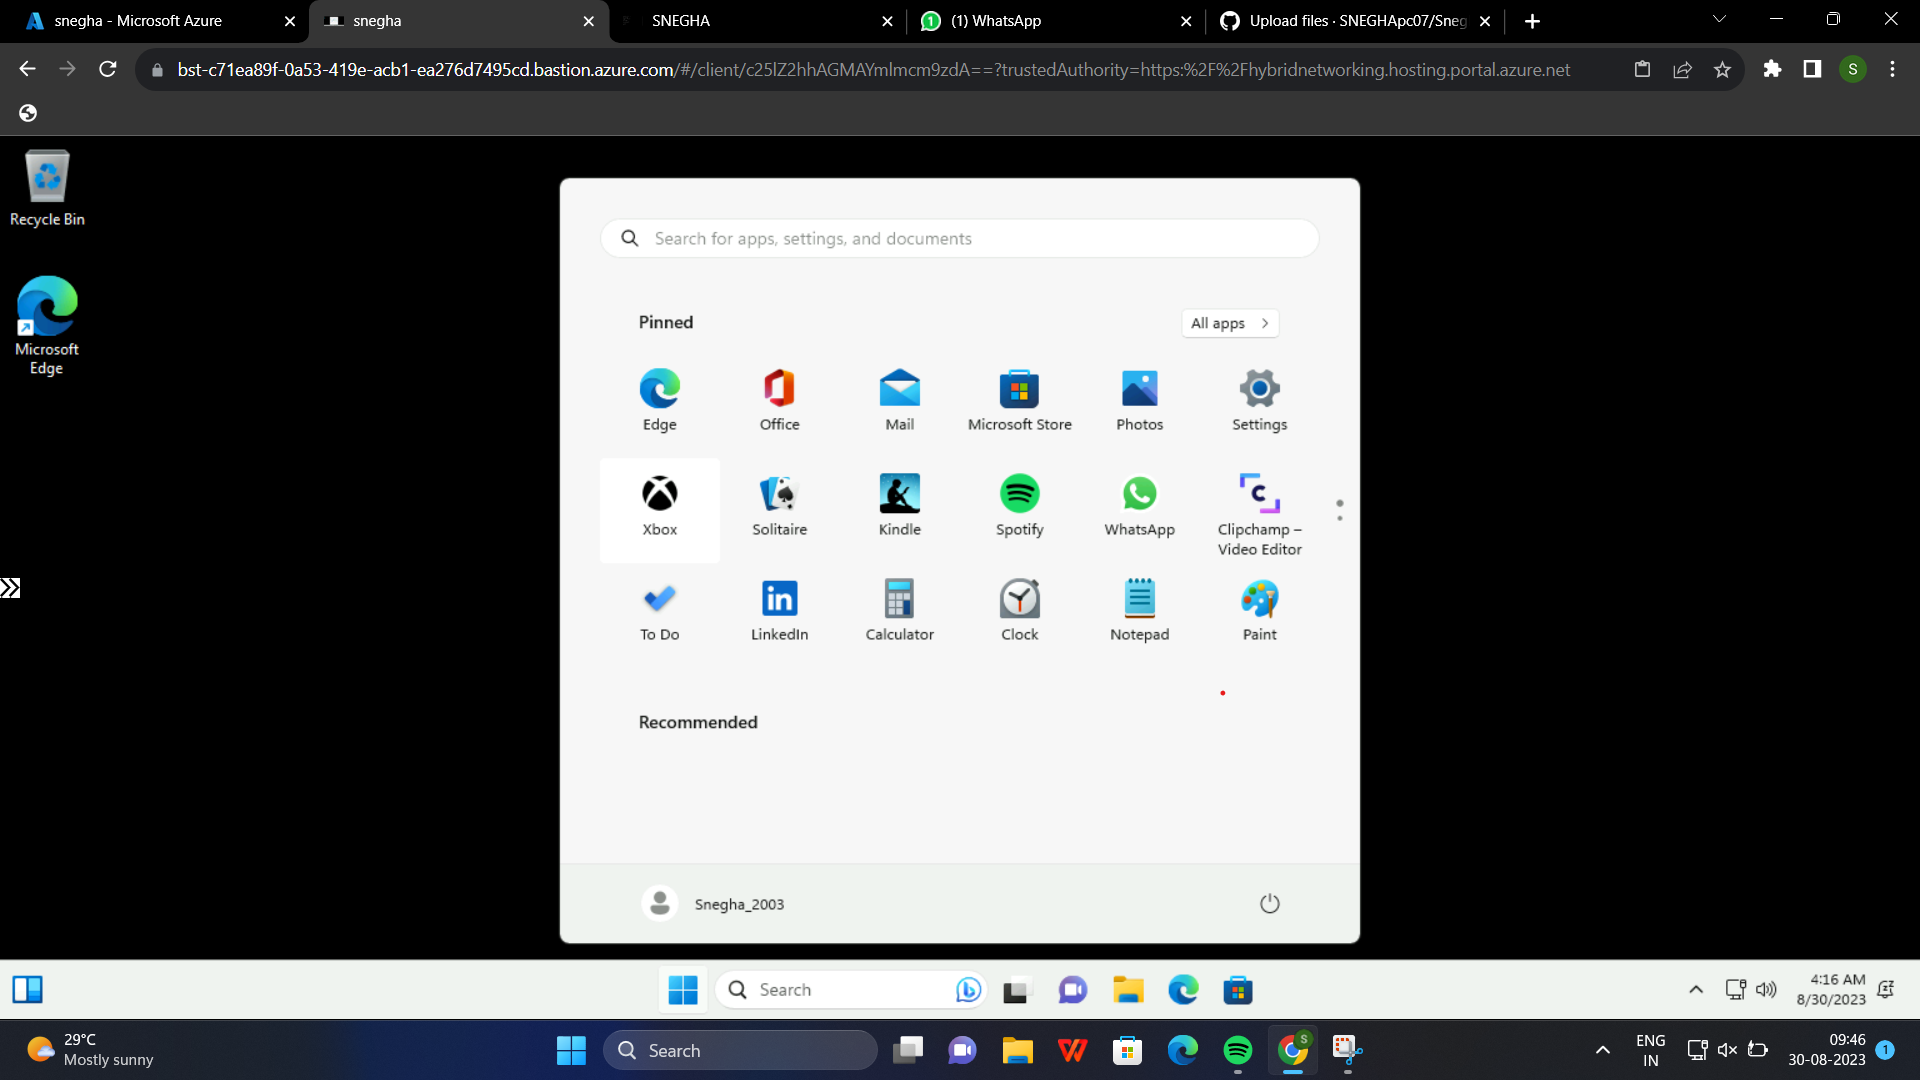 snegha - Microsoft Azure
snegha
SNEGHA
(1) WhatsApp
Upload files · SNEGHApc07/Sneg
bst-c71ea89f-0a53-419e-acb1-ea276d7495cd.bastion.azure.com/#/client/c25lZ2hhAGMAYmlmcm9zdA==?trustedAuthority=https:%2F%2Fhybridnetworking.hosting.portal.azure.net
S
Recycle Bin
Microsoft
Edge
Search for apps, settings, and documents
Pinned
All apps
Edge
Office
Mail
Microsoft Store
Photos
Settings
Xbox
Solitaire
Kindle
Spotify
WhatsApp
Clipchamp –
Video Editor
To Do
LinkedIn
Calculator
Clock
Notepad
Paint
Recommended
Snegha_2003
Search
4:16 AM
8/30/2023
29°C
Mostly sunny
Search
S
ENG
IN
09:46
30-08-2023
1